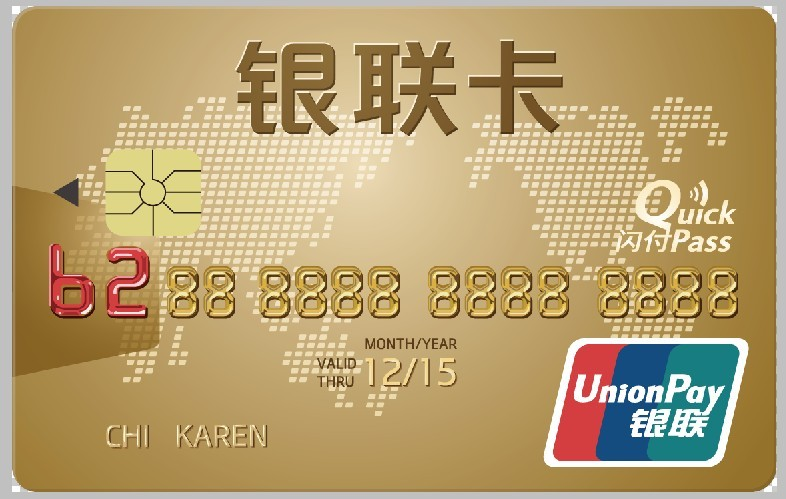 银联卡
Quick
闪付Pass
6288 8888 8888 8888
MONTH/YEAR
VALID THRU 12/15
CHI KAREN
UnionPay
银联